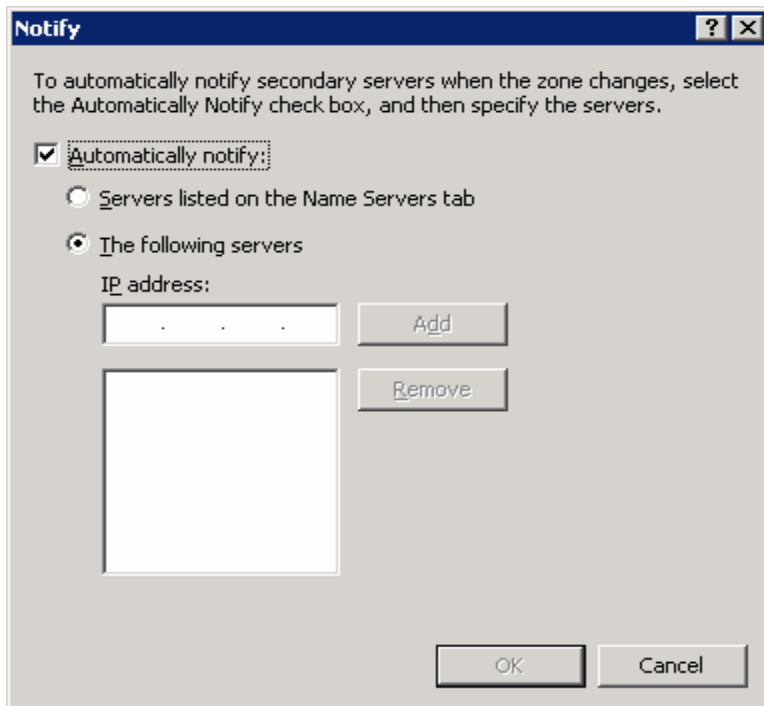 Notify
To automatically notify secondary servers when the zone changes, select
the Automatically Notify check box, and then specify the servers.
Automatically notify:
Servers listed on the Name Servers tab
The following servers
IP address:
. . .
Add
Remove
OK
Cancel